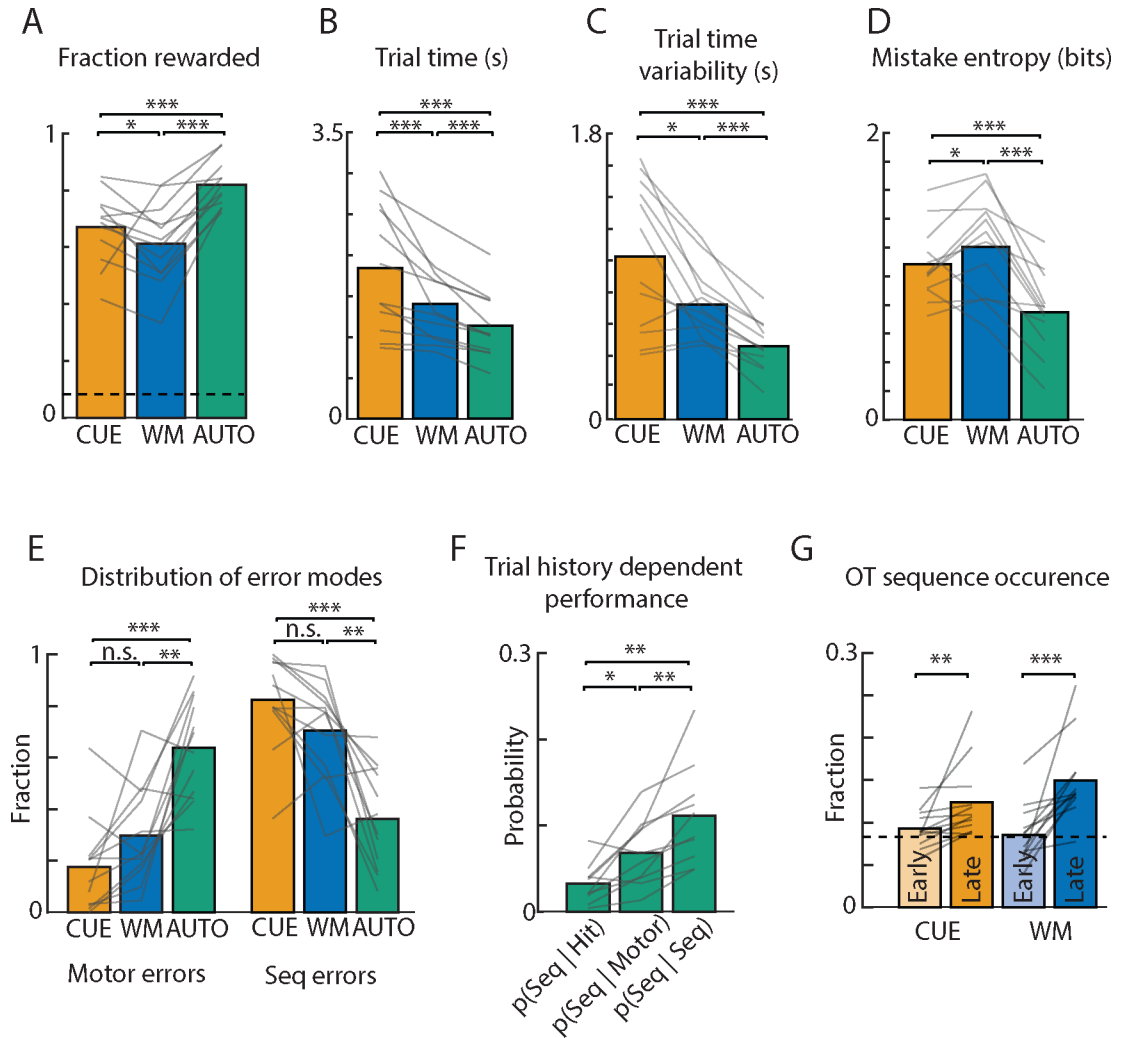 A
Fraction rewarded
***
* ***
1
0
CUE WM AUTO
B
Trial time (s)
***
*** ***
3.5
0
CUE WM AUTO
C
Trial time
variability (s)
***
* ***
1.8
0
CUE WM AUTO
D
Mistake entropy (bits)
***
* ***
2
0
CUE WM AUTO
E
Distribution of error modes
***
n.s. **
***
n.s. **
1
Fraction
0
CUE WM AUTO
CUE WM AUTO
Motor errors
Seq errors
F
Trial history dependent
performance
**
* **
0.3
Probability
0
p(Seq | Hit)
p(Seq | Motor)
p(Seq | Seq)
G
OT sequence occurence
** ***
0.3
Fraction
0
Early
Late
Early
Late
CUE WM